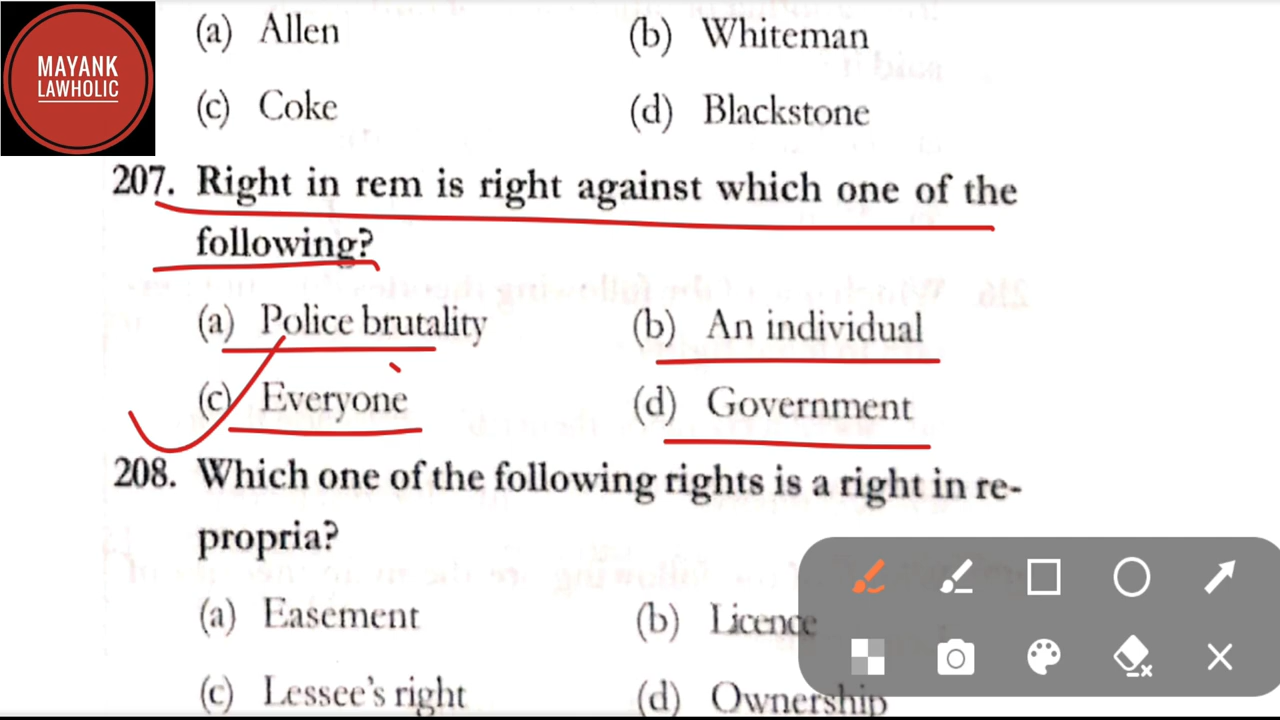 MAYANK
LAWHOLIC
(a) Allen
(b) Whiteman
(c) Coke
(d) Blackstone
207. Right in rem is right against which one of the
following?
(a) Police brutality
(b) An individual
(c) Everyone
(d) Government
208. Which one of the following rights is a right in re-
propria?
(a) Easement
(b) Licence
(c) Lessee's right
(d) Ownership